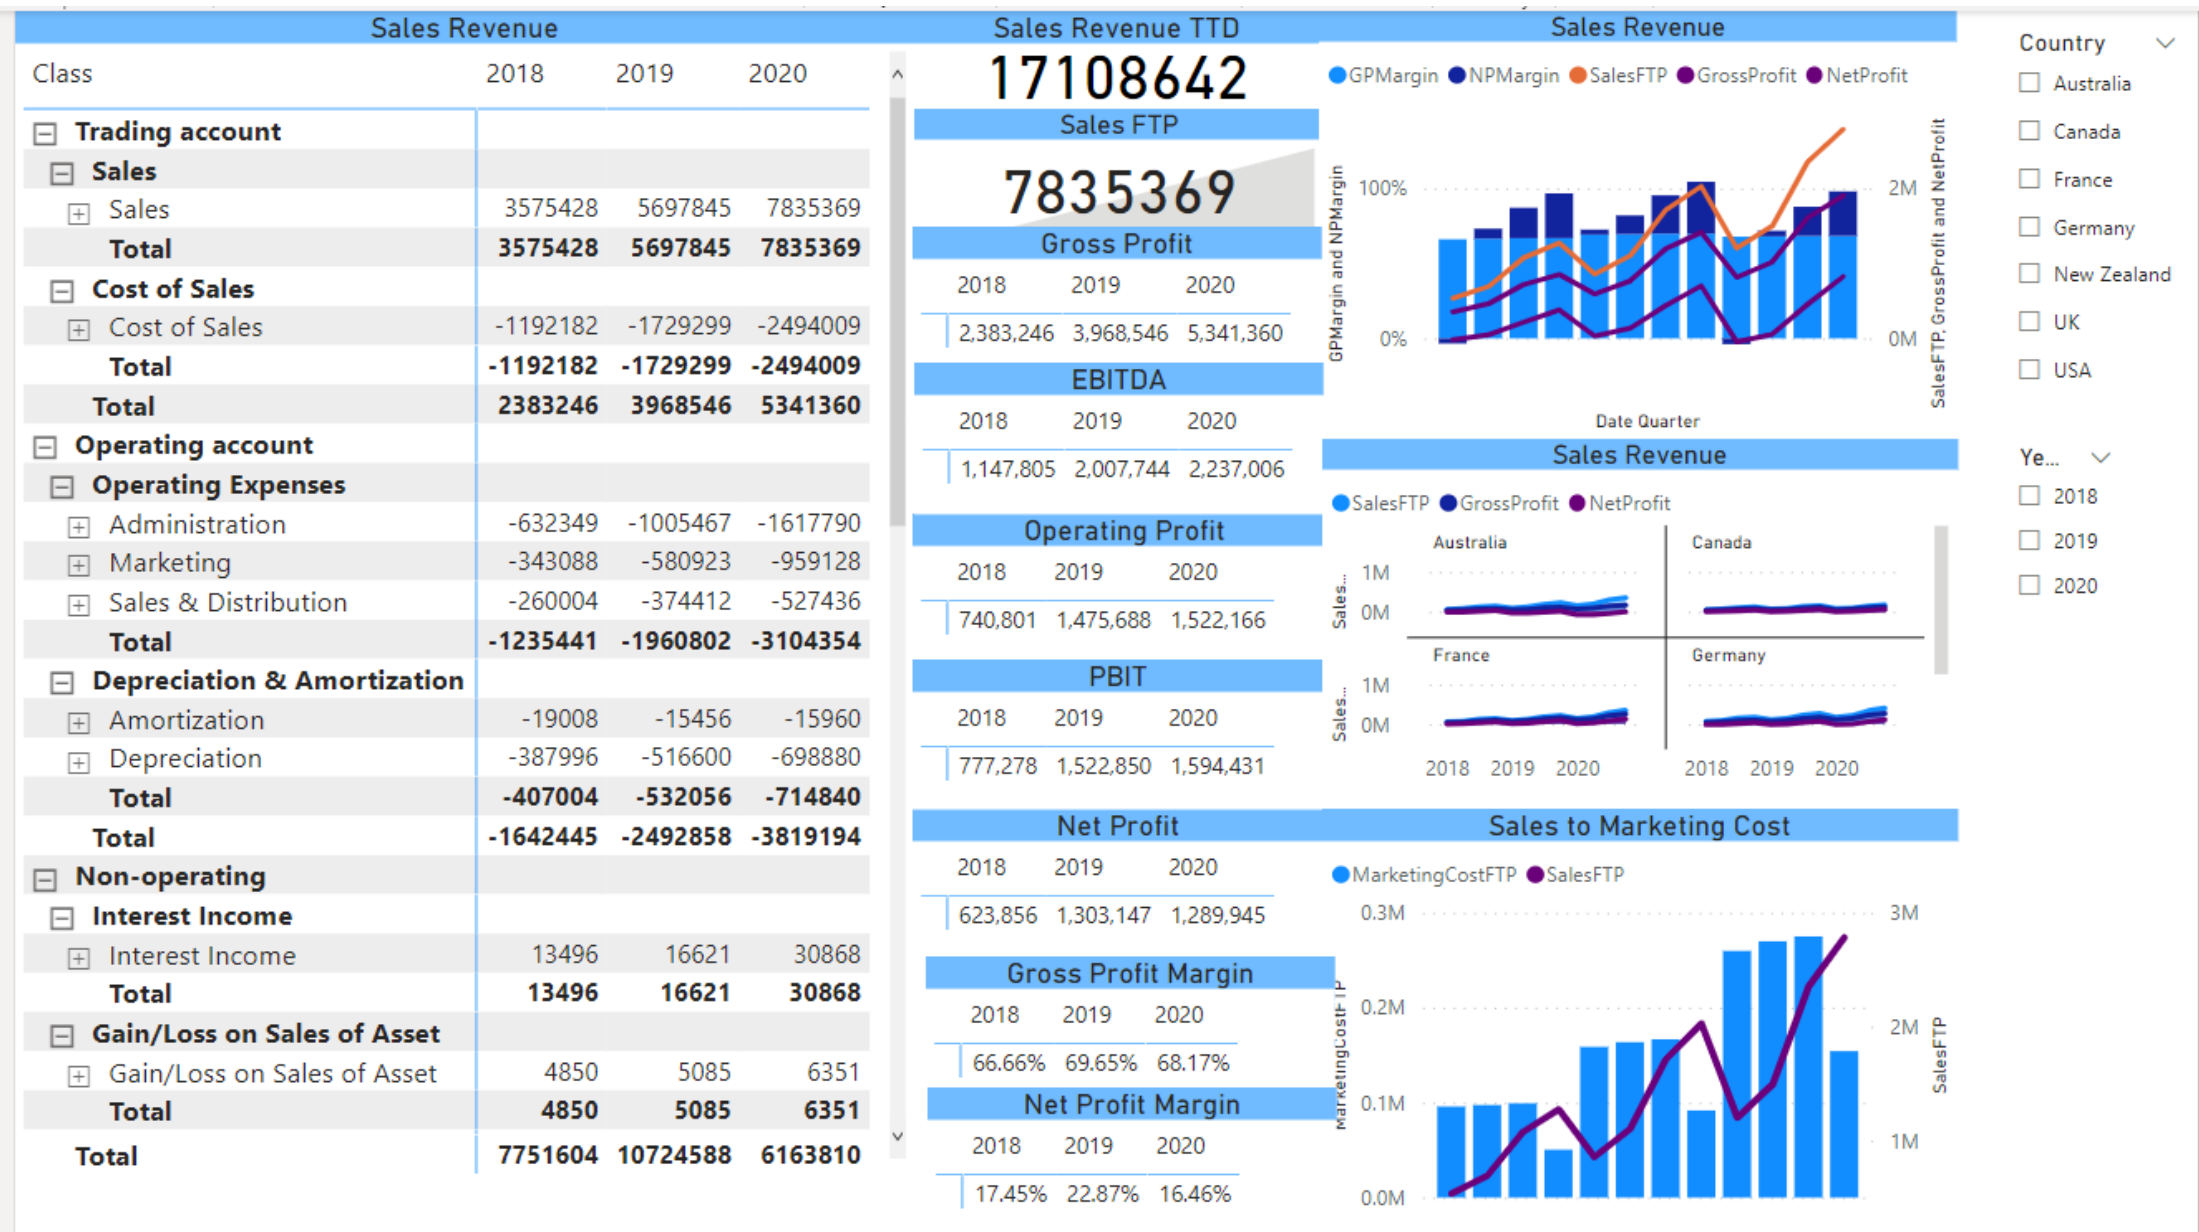 Sales Revenue
Class 2018 2019 2020
Trading account
Sales
Sales 3575428 5697845 7835369
Total 3575428 5697845 7835369
Cost of Sales
Cost of Sales -1192182 -1729299 -2494009
Total -1192182 -1729299 -2494009
Total 2383246 3968546 5341360
Operating account
Operating Expenses
Administration -632349 -1005467 -1617790
Marketing -343088 -580923 -959128
Sales & Distribution -260004 -374412 -527436
Total -1235441 -1960802 -3104354
Depreciation & Amortization
Amortization -19008 -15456 -15960
Depreciation -387996 -516600 -698880
Total -407004 -532056 -714840
Total -1642445 -2492858 -3819194
Non-operating
Interest Income
Interest Income 13496 16621 30868
Total 13496 16621 30868
Gain/Loss on Sales of Asset
Gain/Loss on Sales of Asset 4850 5085 6351
Total 4850 5085 6351
Total 7751604 10724588 6163810
Sales Revenue TTD
17108642
Sales FTP
7835369
Gross Profit
2018 2019 2020
2,383,246 3,968,546 5,341,360
EBITDA
2018 2019 2020
1,147,805 2,007,744 2,237,006
Operating Profit
2018 2019 2020
740,801 1,475,688 1,522,166
PBIT
2018 2019 2020
777,278 1,522,850 1,594,431
Net Profit
2018 2019 2020
623,856 1,303,147 1,289,945
Gross Profit Margin
2018 2019 2020
66.66% 69.65% 68.17%
Net Profit Margin
2018 2019 2020
17.45% 22.87% 16.46%
Sales Revenue
GPMargin NPMargin SalesFTP GrossProfit NetProfit
GPMargin and NPMargin
100% 2M
0% 0M
SalesFTP, GrossProfit and NetProfit
Date Quarter
Sales Revenue
SalesFTP GrossProfit NetProfit
Australia Canada
Sales...
1M
0M
France Germany
Sales...
1M
0M
2018 2019 2020 2018 2019 2020
Sales to Marketing Cost
MarketingCostFTP SalesFTP
MarketingCostFTP
0.3M 3M
0.2M
2M
0.1M
1M
0.0M
SalesFTP
Country
Australia
Canada
France
Germany
New Zealand
UK
USA
Ye...
2018
2019
2020